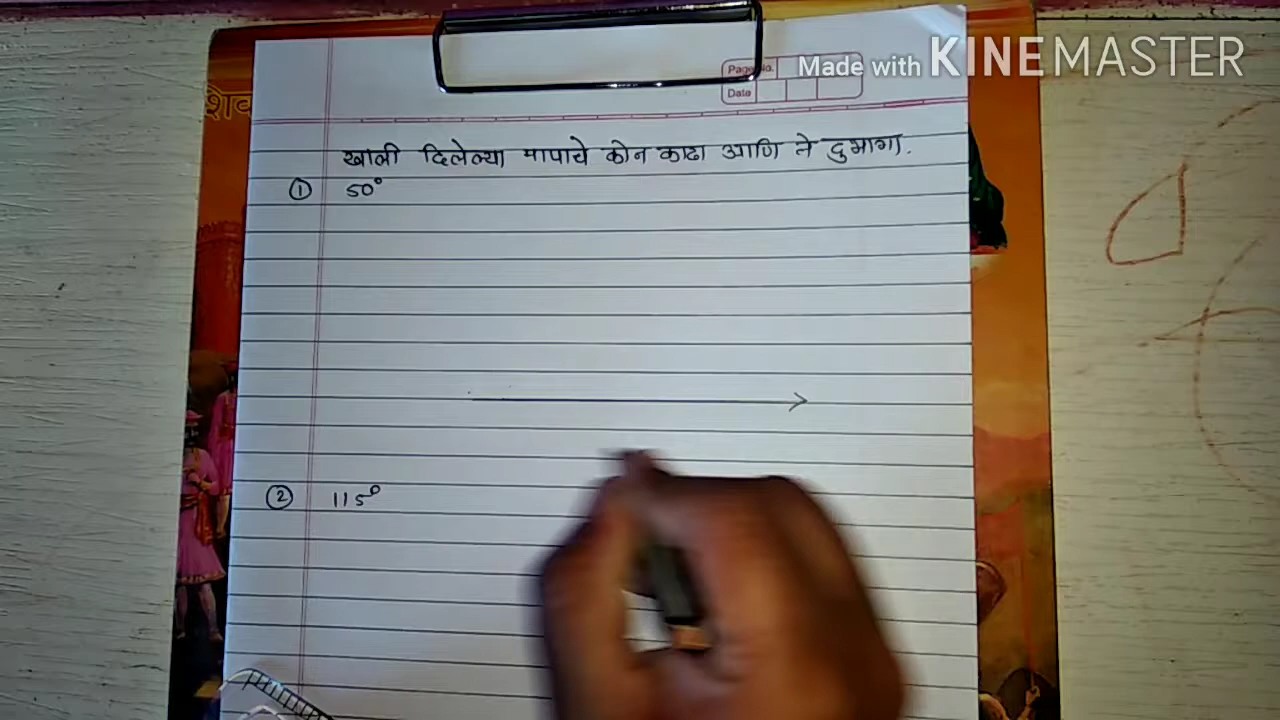 Made with KINEMASTER
Page No.
Date
शिव
खाली दिलेल्या मापाचे कोन काढा आणि ते दुभागा.
① 50°
② 115°